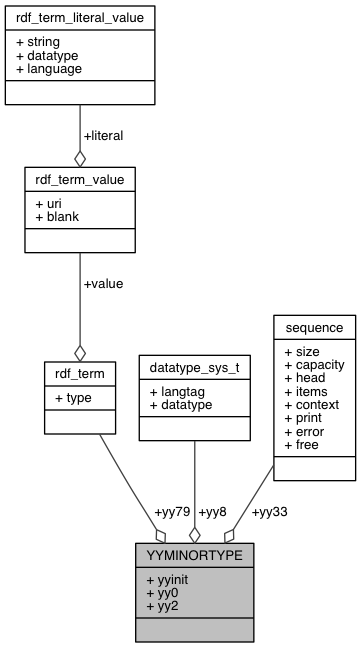 rdf_term_literal_value
+ string
+ datatype
+ language
+literal
rdf_term_value
+ uri
+ blank
+value
rdf_term
+ type
datatype_sys_t
+ langtag
+ datatype
sequence
+ size
+ capacity
+ head
+ items
+ context
+ print
+ error
+ free
+yy79
+yy8
+yy33
YYMINORTYPE
+ yyinit
+ yy0
+ yy2